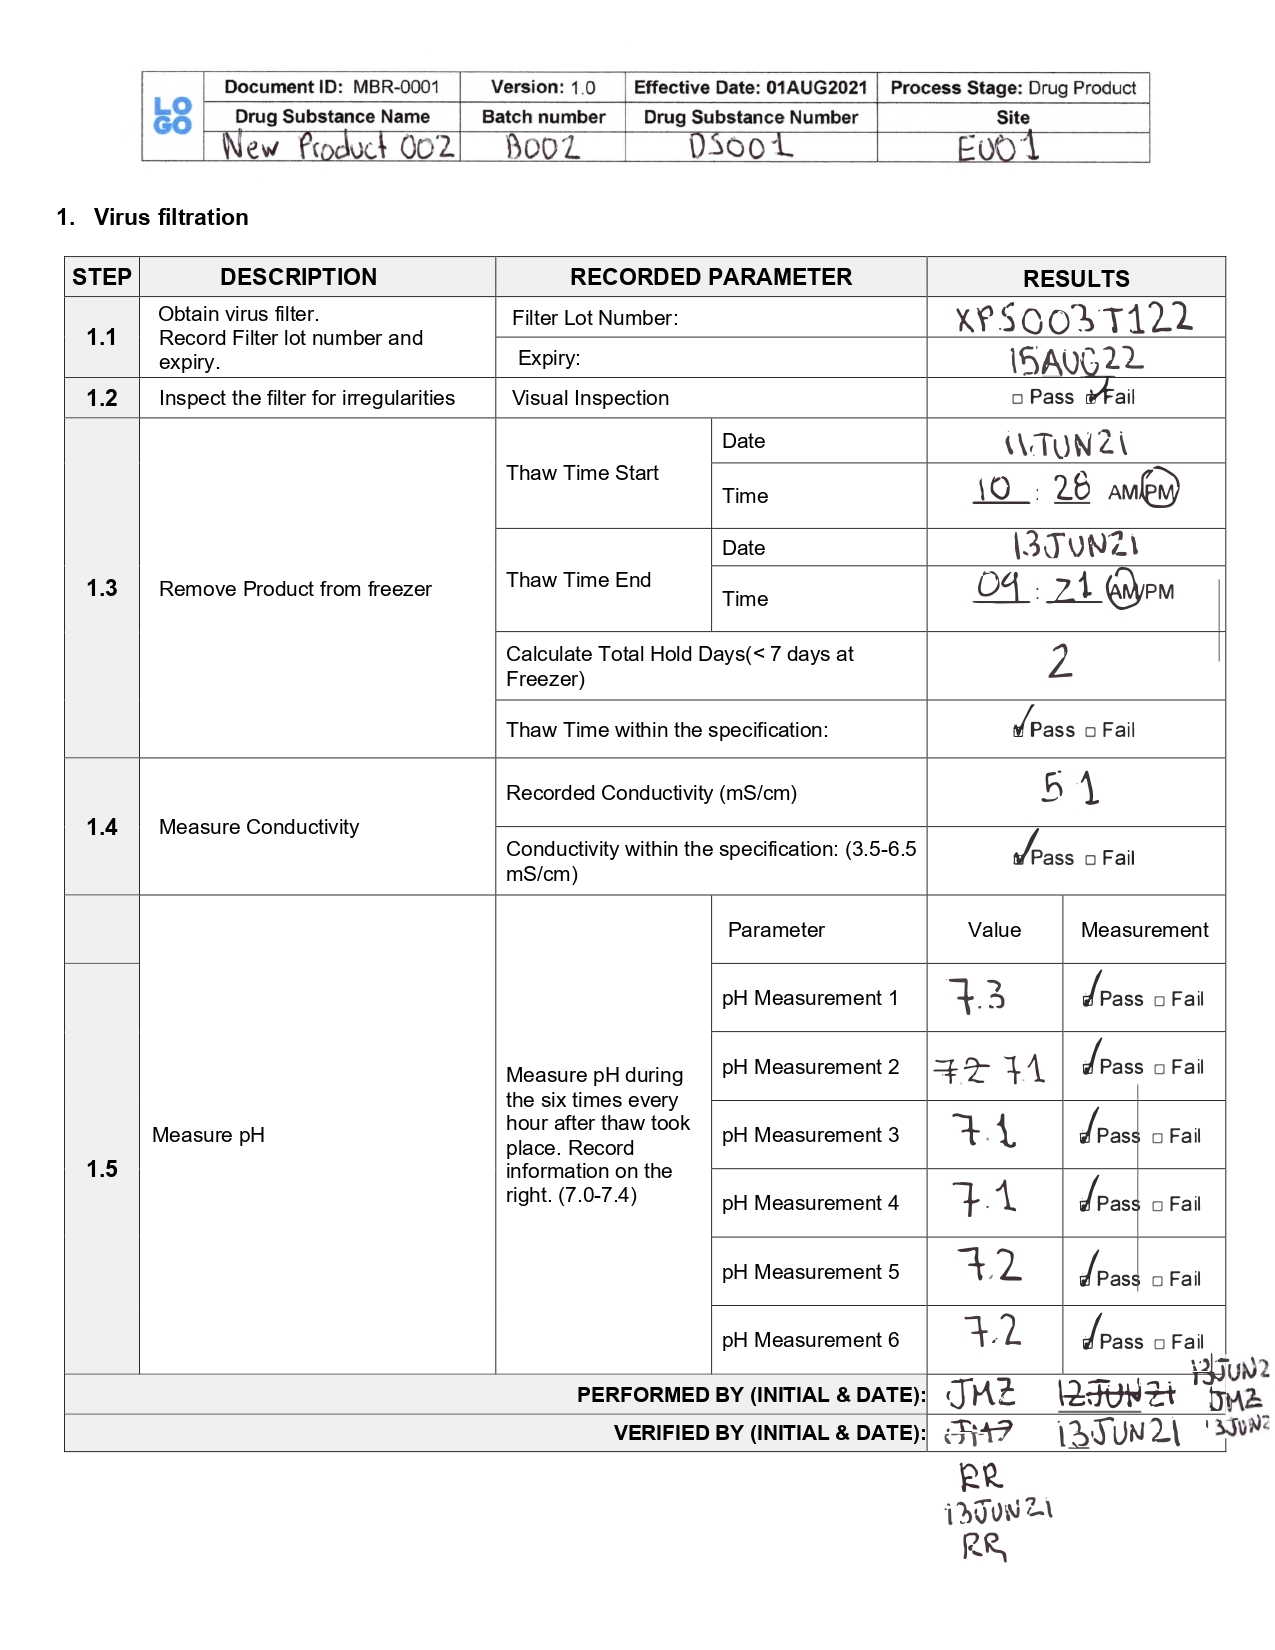 LO
GO
Document ID: MBR-0001 Version: 1.0 Effective Date: 01AUG2021 Process Stage: Drug Product
Drug Substance Name Batch number Drug Substance Number Site
New Product 002 B002 DS001 EU01
1. Virus filtration
STEP DESCRIPTION RECORDED PARAMETER RESULTS
1.1 Obtain virus filter.
Record Filter lot number and
expiry.
Filter Lot Number: XPS003T122
Expiry: 15AUG22
1.2 Inspect the filter for irregularities Visual Inspection Pass Fail
1.3 Remove Product from freezer
Thaw Time Start
Date 11JUN21
Time 10 : 28 AM/PM
Thaw Time End
Date 13JUN21
Time 09 : 21 AM/PM
Calculate Total Hold Days(< 7 days at
Freezer)
2
Thaw Time within the specification: Pass Fail
1.4 Measure Conductivity
Recorded Conductivity (mS/cm) 5 1
Conductivity within the specification: (3.5-6.5
mS/cm)
Pass Fail
Parameter Value Measurement
1.5 Measure pH
Measure pH during
the six times every
hour after thaw took
place. Record
information on the
right. (7.0-7.4)
pH Measurement 1 7.3 Pass Fail
pH Measurement 2 7.2 7.1 Pass Fail
pH Measurement 3 7.1 Pass Fail
pH Measurement 4 7.1 Pass Fail
pH Measurement 5 7.2 Pass Fail
pH Measurement 6 7.2 Pass Fail
PERFORMED BY (INITIAL & DATE): JMZ 12JUN21 13JUN2
JMZ
13JUN2
VERIFIED BY (INITIAL & DATE): 13JUN21
RR
13JUN21
RR